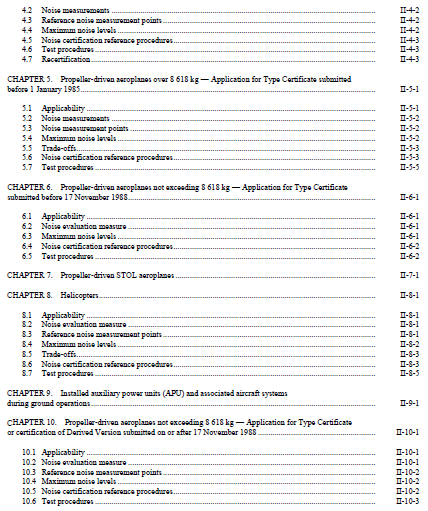 4.2 Noise measurements ........ II-4-2
4.3 Reference noise measurement points ........ II-4-2
4.4 Maximum noise levels ........ II-4-2
4.5 Noise certification reference procedures ........ II-4-3
4.6 Test procedures ........ II-4-3
4.7 Recertification ........ II-4-3
CHAPTER 5. Propeller-driven aeroplanes over 8 618 kg — Application for Type Certificate submitted
before 1 January 1985 ........ II-5-1
5.1 Applicability ........ II-5-1
5.2 Noise measurements ........ II-5-2
5.3 Noise measurement points ........ II-5-2
5.4 Maximum noise levels ........ II-5-2
5.5 Trade-offs ........ II-5-3
5.6 Noise certification reference procedures ........ II-5-3
5.7 Test procedures ........ II-5-5
CHAPTER 6. Propeller-driven aeroplanes not exceeding 8 618 kg — Application for Type Certificate
submitted before 17 November 1988 ........ II-6-1
6.1 Applicability ........ II-6-1
6.2 Noise evaluation measure ........ II-6-1
6.3 Maximum noise levels ........ II-6-1
6.4 Noise certification reference procedures ........ II-6-2
6.5 Test procedures ........ II-6-2
CHAPTER 7. Propeller-driven STOL aeroplanes ........ II-7-1
CHAPTER 8. Helicopters ........ II-8-1
8.1 Applicability ........ II-8-1
8.2 Noise evaluation measure ........ II-8-1
8.3 Reference noise measurement points ........ II-8-1
8.4 Maximum noise levels ........ II-8-2
8.5 Trade-offs ........ II-8-3
8.6 Noise certification reference procedures ........ II-8-3
8.7 Test procedures ........ II-8-5
CHAPTER 9. Installed auxiliary power units (APU) and associated aircraft systems
during ground operations ........ II-9-1
CHAPTER 10. Propeller-driven aeroplanes not exceeding 8 618 kg — Application for Type Certificate
or certification of Derived Version submitted on or after 17 November 1988 ........ II-10-1
10.1 Applicability ........ II-10-1
10.2 Noise evaluation measure ........ II-10-1
10.3 Reference noise measurement points ........ II-10-2
10.4 Maximum noise levels ........ II-10-2
10.5 Noise certification reference procedures ........ II-10-2
10.6 Test procedures ........ II-10-3